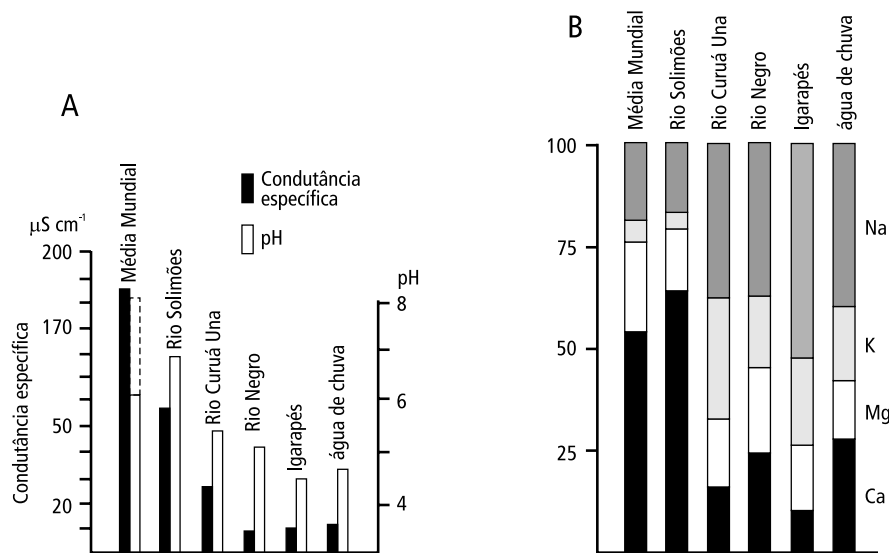 A
Condutância
específica
pH
µS cm⁻¹
200
170
50
20
Condutância específica
Média Mundial
Rio Solimões
Rio Curuá Una
Rio Negro
Igarapés
água de chuva
pH
8
6
4
B
Média Mundial
Rio Solimões
Rio Curuá Una
Rio Negro
Igarapés
água de chuva
100
75
50
25
Na
K
Mg
Ca